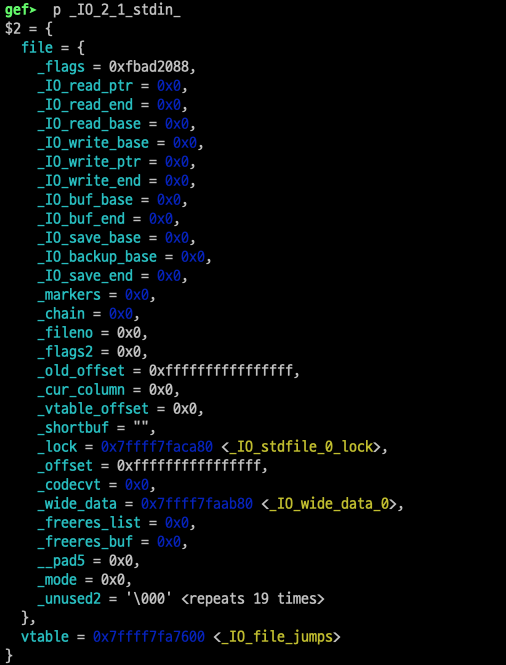 gef➤  p _IO_2_1_stdin_
$2 = {
  file = {
    _flags = 0xfbad2088,
    _IO_read_ptr = 0x0,
    _IO_read_end = 0x0,
    _IO_read_base = 0x0,
    _IO_write_base = 0x0,
    _IO_write_ptr = 0x0,
    _IO_write_end = 0x0,
    _IO_buf_base = 0x0,
    _IO_buf_end = 0x0,
    _IO_save_base = 0x0,
    _IO_backup_base = 0x0,
    _IO_save_end = 0x0,
    _markers = 0x0,
    _chain = 0x0,
    _fileno = 0x0,
    _flags2 = 0x0,
    _old_offset = 0xffffffffffffffff,
    _cur_column = 0x0,
    _vtable_offset = 0x0,
    _shortbuf = "",
    _lock = 0x7ffff7faca80 <_IO_stdfile_0_lock>,
    _offset = 0xffffffffffffffff,
    _codecvt = 0x0,
    _wide_data = 0x7ffff7faab80 <_IO_wide_data_0>,
    _freeres_list = 0x0,
    _freeres_buf = 0x0,
    __pad5 = 0x0,
    _mode = 0x0,
    _unused2 = '\000' <repeats 19 times>
  },
  vtable = 0x7ffff7fa7600 <_IO_file_jumps>
}